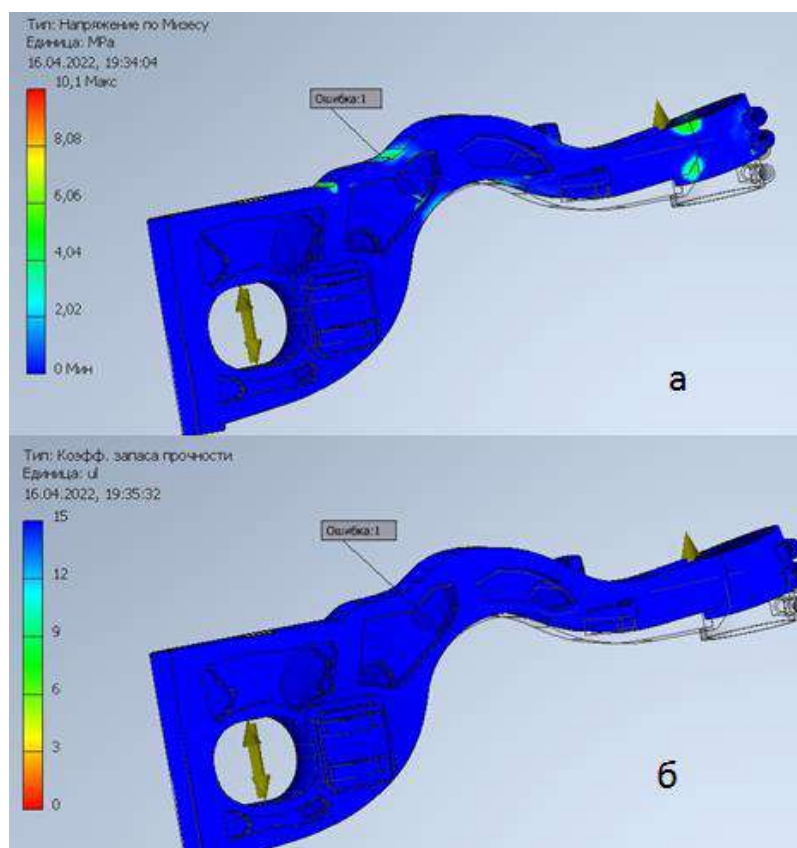 Тип: Напряжение по Мизесу
Единица: MPa
16.04.2022, 19:34:04
10,1 Макс
Ошибка:1
8,08
6,06
4,04
2,02
0 Мин
а
Тип: Коэфф. запаса прочности
Единица: ul
16.04.2022, 19:35:32
15
Ошибка:1
12
9
6
3
0
б